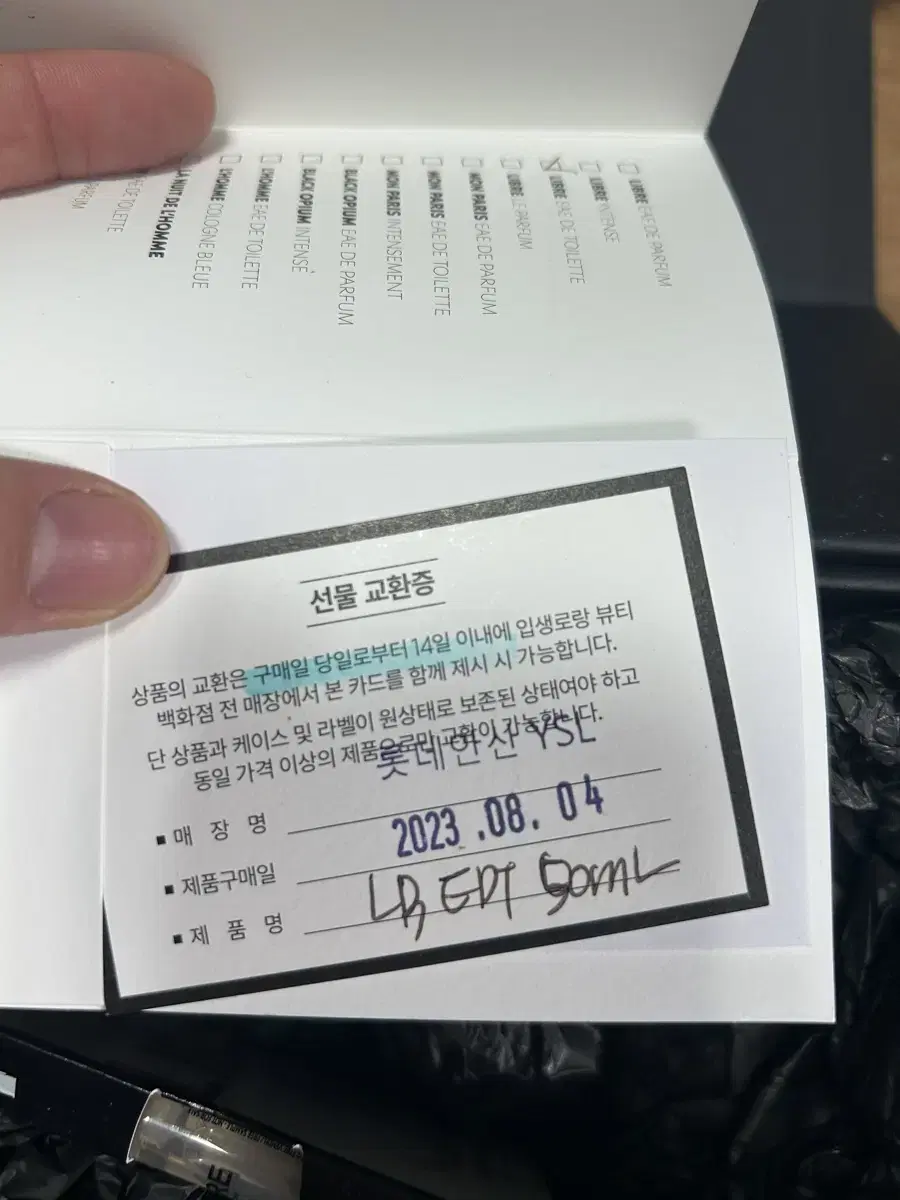 LIBRE EAE DE PARFUM
LIBRE INTENSE
LIBRE EAE DE TOILETTE
LIBRE LE PARFUM
MON PARIS EAE DE PARFUM
MON PARIS EAE DE TOILETTE
MON PARIS INTENSEMENT
BLACK OPIUM EAE DE PARFUM
BLACK OPIUM INTENSE
L'HOMME EAE DE TOILETTE
L'HOMME COLOGNE BLEUE
LA NUIT DE L'HOMME
DE TOILETTE
PARFUM
선물 교환증
상품의 교환은 구매일 당일로부터 14일 이내에 입생로랑 뷰티
백화점 전 매장에서 본 카드를 함께 제시 시 가능합니다.
단 상품과 케이스 및 라벨이 원상태로 보존된 상태여야 하고
동일 가격 이상의 제품으로만 교환이 가능합니다.
롯데안산 YSL
■ 매 장 명
2023.08.04
■ 제품구매일
LB EDT 50mL
■ 제 품 명